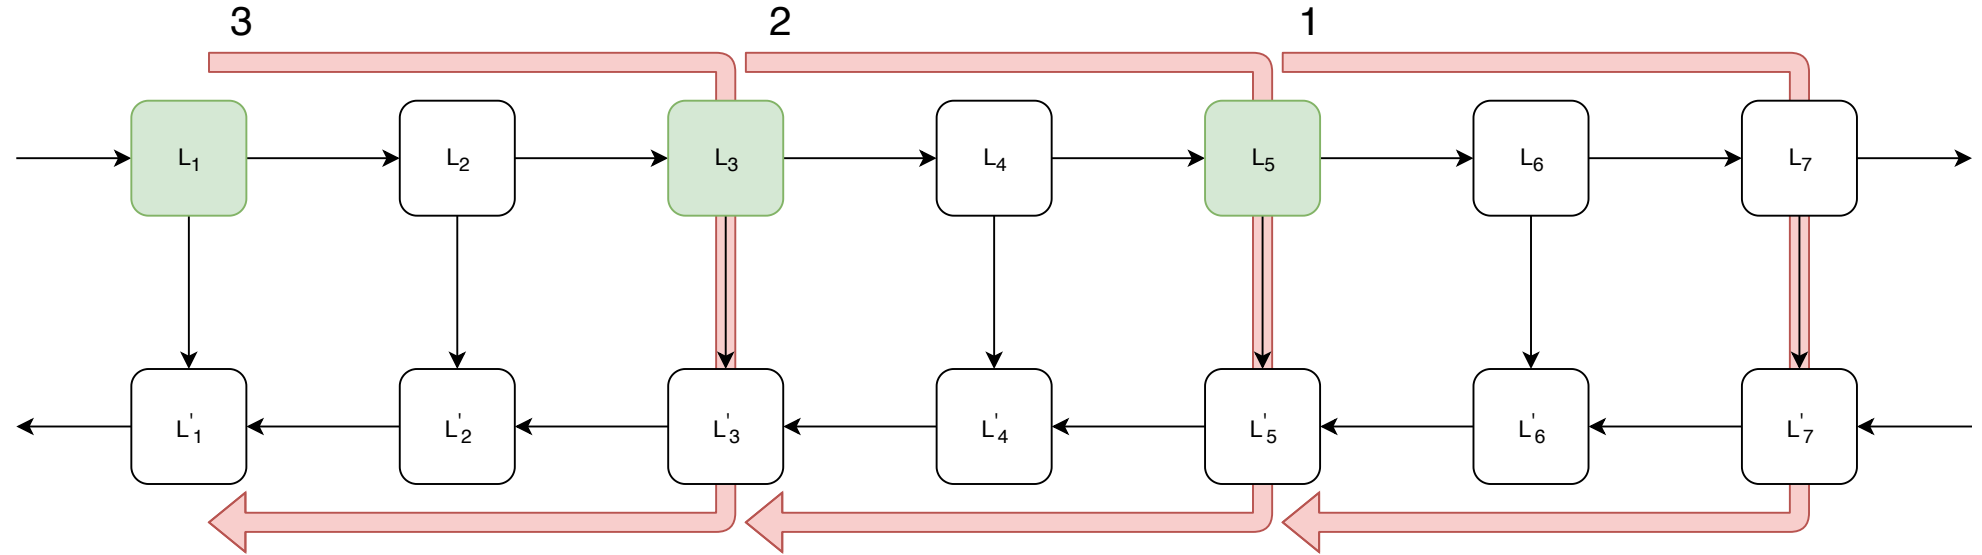 3 2 1
L₁ L₂ L₃ L₄ L₅ L₆ L₇
L'₁ L'₂ L'₃ L'₄ L'₅ L'₆ L'₇